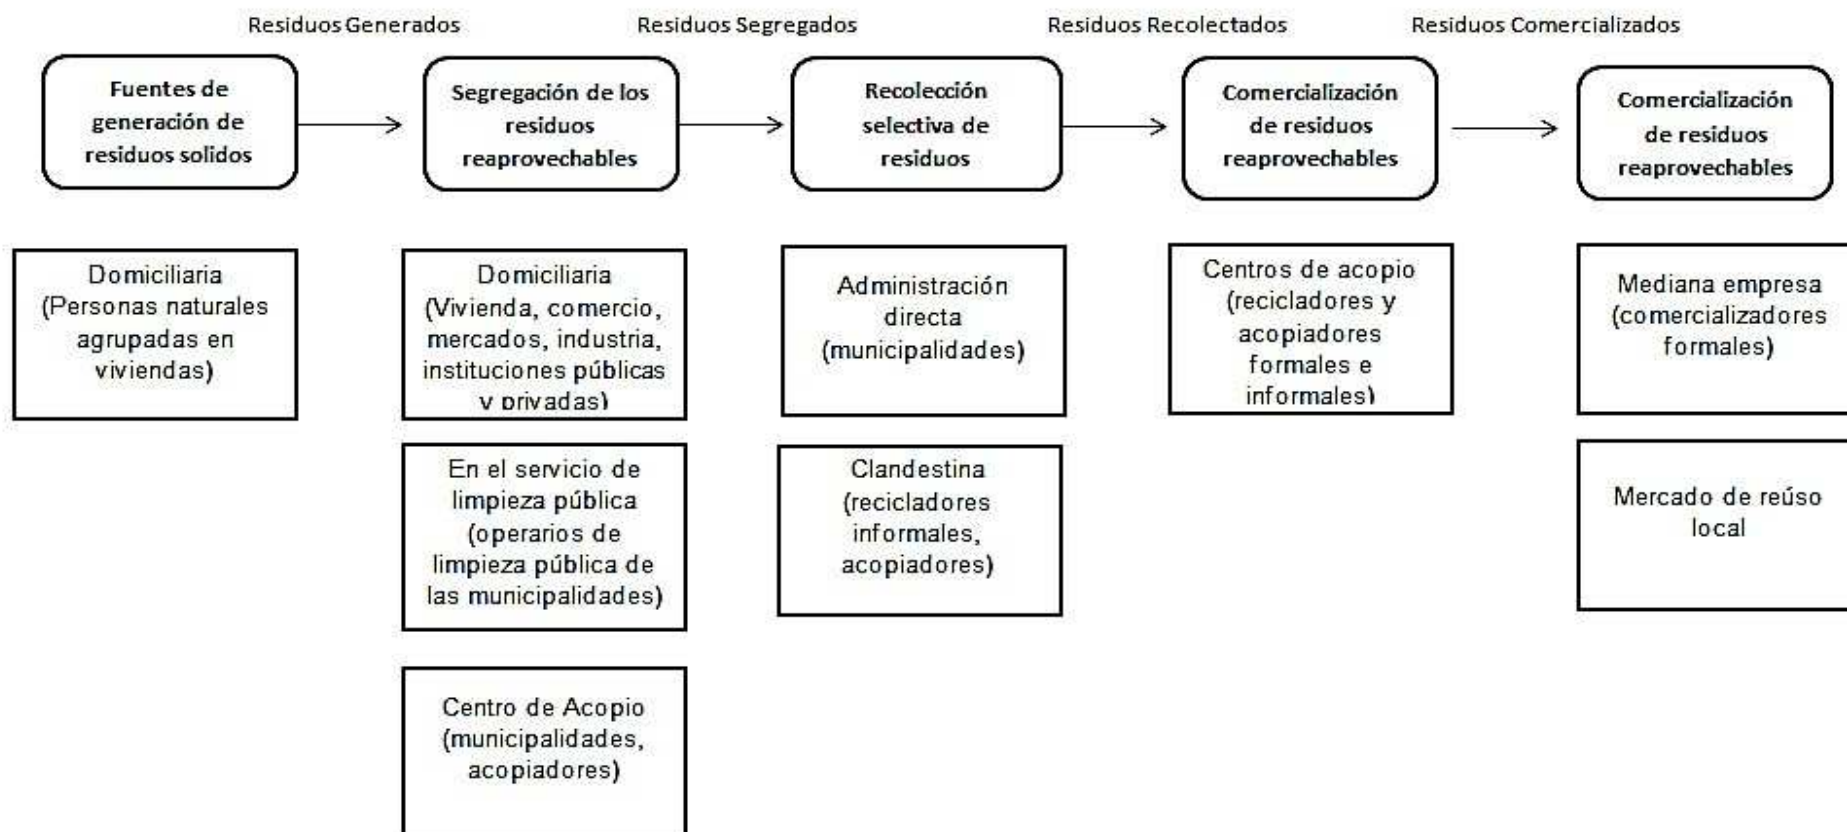 Residuos Generados
Residuos Segregados
Residuos Recolectados
Residuos Comercializados
Fuentes de
generación de
residuos solidos
Segregación de los
residuos
reaprovechables
Recolección
selectiva de
residuos
Comercialización
de residuos
reaprovechables
Comercialización
de residuos
reaprovechables
Domiciliaria
(Personas naturales
agrupadas en
viviendas)
Domiciliaria
(Vivienda, comercio,
mercados, industria,
instituciones públicas
y privadas)
En el servicio de
limpieza pública
(operarios de
limpieza pública de
las municipalidades)
Centro de Acopio
(municipalidades,
acopiadores)
Administración
directa
(municipalidades)
Clandestina
(recicladores
informales,
acopiadores)
Centros de acopio
(recicladores y
acopiadores
formales e
informales)
Mediana empresa
(comercializadores
formales)
Mercado de reúso
local